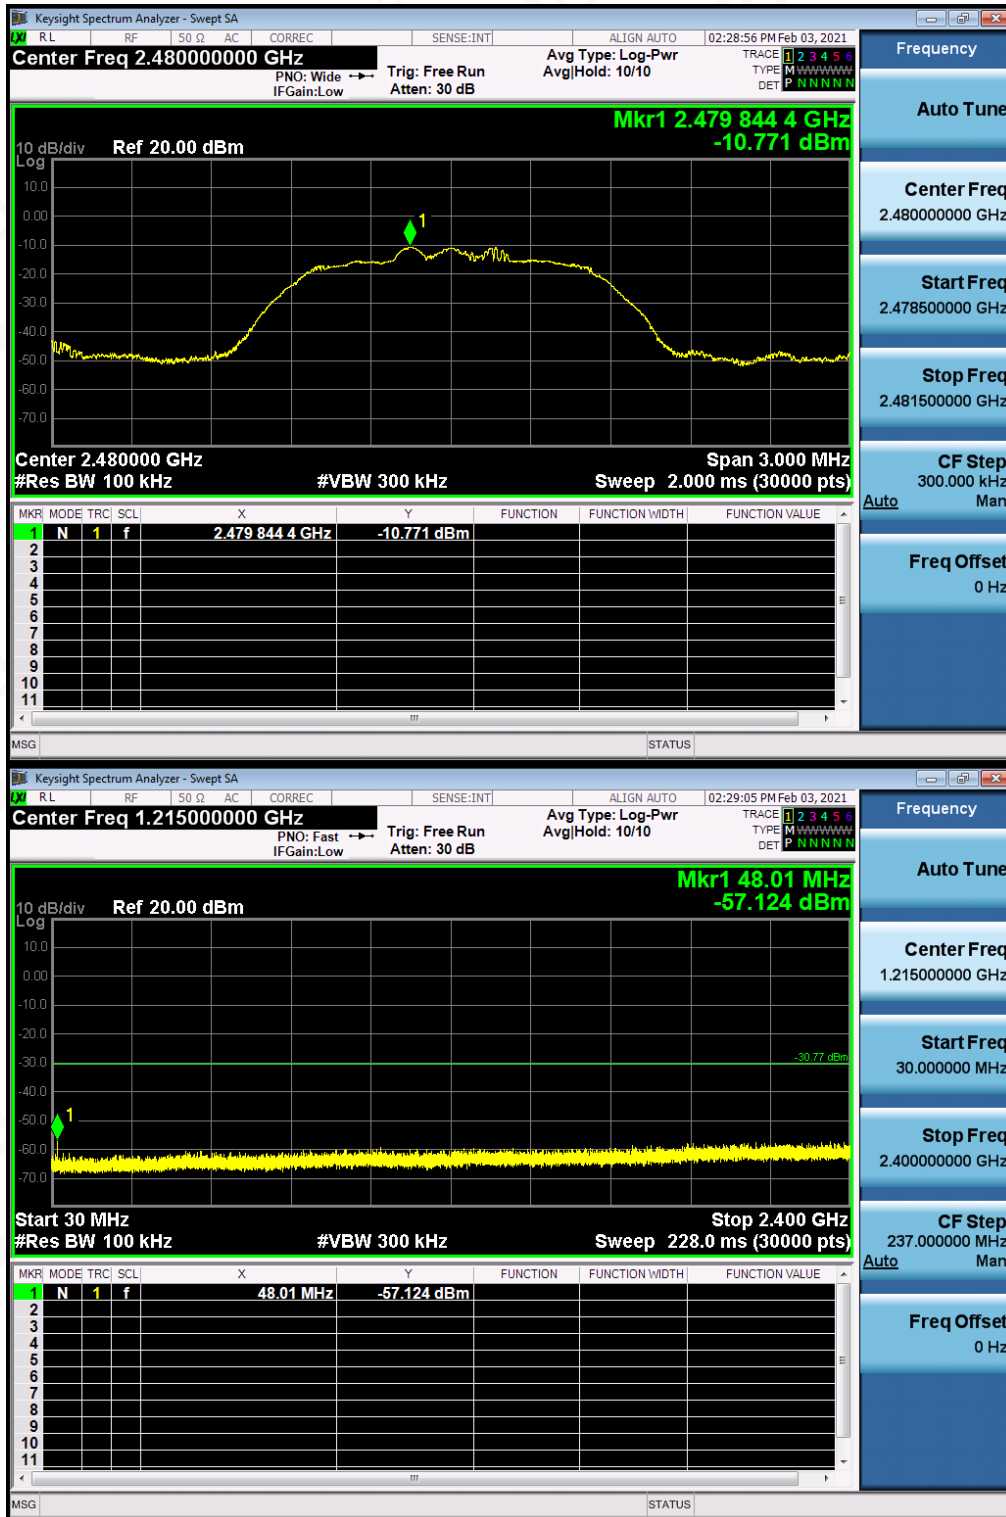 Keysight Spectrum Analyzer - Swept SA
LXI RL RF 50 Ω AC CORREC SENSE:INT ALIGN AUTO 02:28:56 PM Feb 03, 2021
Center Freq 2.480000000 GHz
PNO: Wide
IFGain:Low
Trig: Free Run
Atten: 30 dB
Avg Type: Log-Pwr
Avg|Hold: 10/10
TRACE 1 2 3 4 5 6
TYPE M WWWWW
DET P N N N N N
Mkr1 2.479 844 4 GHz
-10.771 dBm
10 dB/div Ref 20.00 dBm
Log
10.0
0.00
-10.0
-20.0
-30.0
-40.0
-50.0
-60.0
-70.0
1
Center 2.480000 GHz Span 3.000 MHz
#Res BW 100 kHz #VBW 300 kHz Sweep 2.000 ms (30000 pts)
MKR MODE TRC SCL X Y FUNCTION FUNCTION WIDTH FUNCTION VALUE
1 N 1 f 2.479 844 4 GHz -10.771 dBm
2
3
4
5
6
7
8
9
10
11
MSG STATUS
Frequency
Auto Tune
Center Freq
2.480000000 GHz
Start Freq
2.478500000 GHz
Stop Freq
2.481500000 GHz
CF Step
300.000 kHz
Auto Man
Freq Offset
0 Hz
Keysight Spectrum Analyzer - Swept SA
LXI RL RF 50 Ω AC CORREC SENSE:INT ALIGN AUTO 02:29:05 PM Feb 03, 2021
Center Freq 1.215000000 GHz
PNO: Fast
IFGain:Low
Trig: Free Run
Atten: 30 dB
Avg Type: Log-Pwr
Avg|Hold: 10/10
TRACE 1 2 3 4 5 6
TYPE M WWWWW
DET P N N N N N
Mkr1 48.01 MHz
-57.124 dBm
10 dB/div Ref 20.00 dBm
Log
10.0
0.00
-10.0
-20.0
-30.0
-40.0
-50.0
-60.0
-70.0
-30.77 dBm
1
Start 30 MHz Stop 2.400 GHz
#Res BW 100 kHz #VBW 300 kHz Sweep 228.0 ms (30000 pts)
MKR MODE TRC SCL X Y FUNCTION FUNCTION WIDTH FUNCTION VALUE
1 N 1 f 48.01 MHz -57.124 dBm
2
3
4
5
6
7
8
9
10
11
MSG STATUS
Frequency
Auto Tune
Center Freq
1.215000000 GHz
Start Freq
30.000000 MHz
Stop Freq
2.400000000 GHz
CF Step
237.000000 MHz
Auto Man
Freq Offset
0 Hz